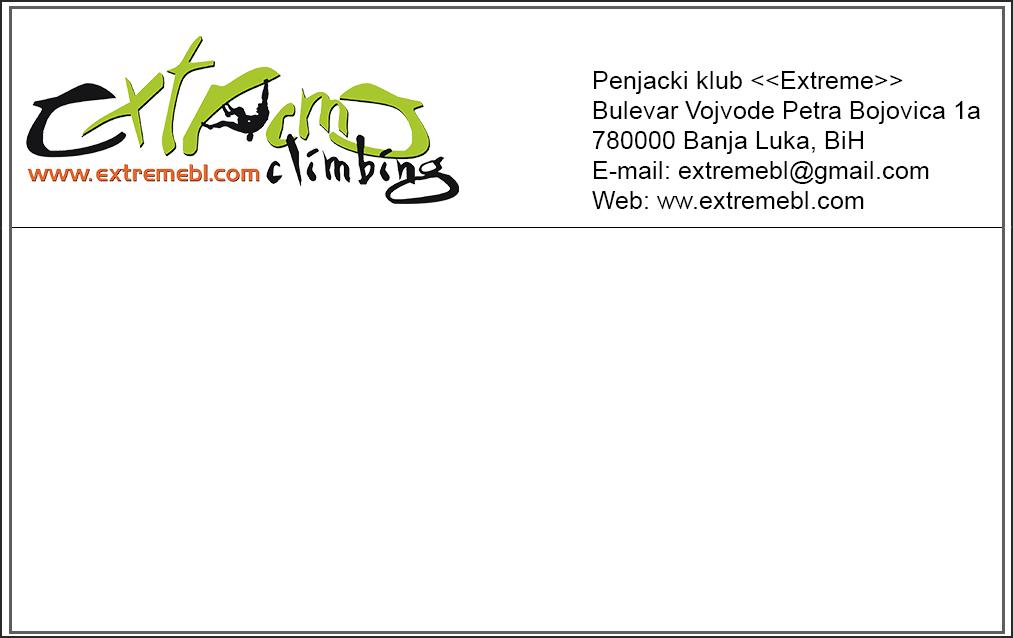 extreme
climbing
www.extremebl.com
Penjacki klub <<Extreme>>
Bulevar Vojvode Petra Bojovica 1a
780000 Banja Luka, BiH
E-mail: extremebl@gmail.com
Web: ww.extremebl.com